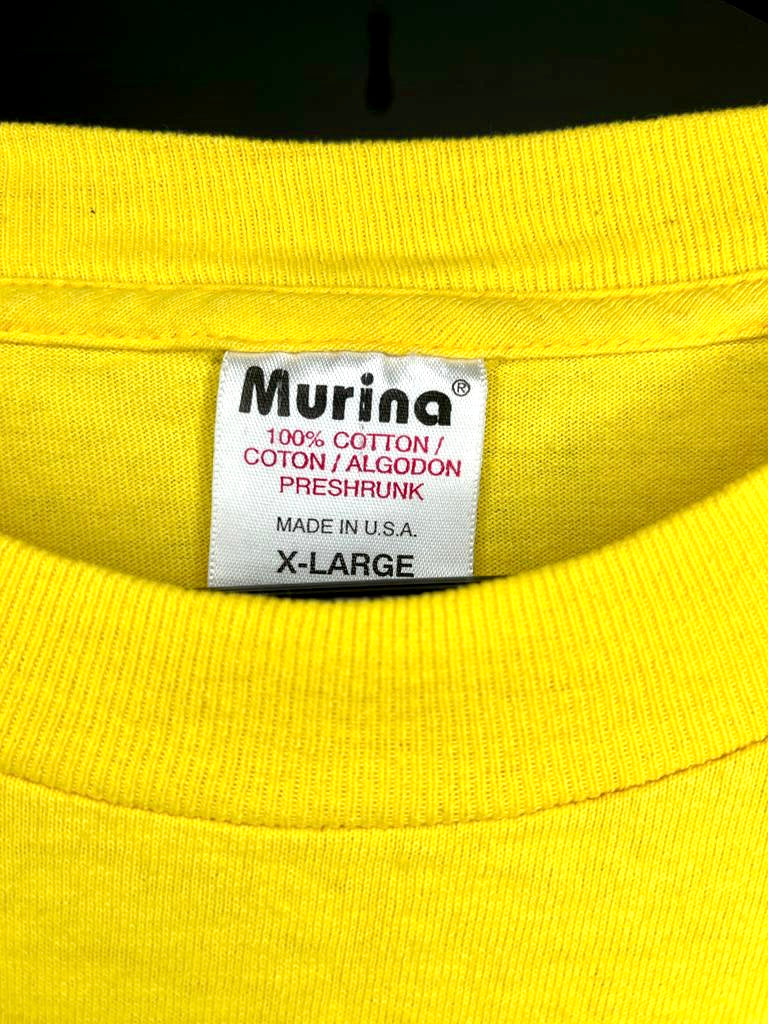 Murina®
100% COTTON /
COTON / ALGODON
PRESHRUNK
MADE IN U.S.A.
X-LARGE